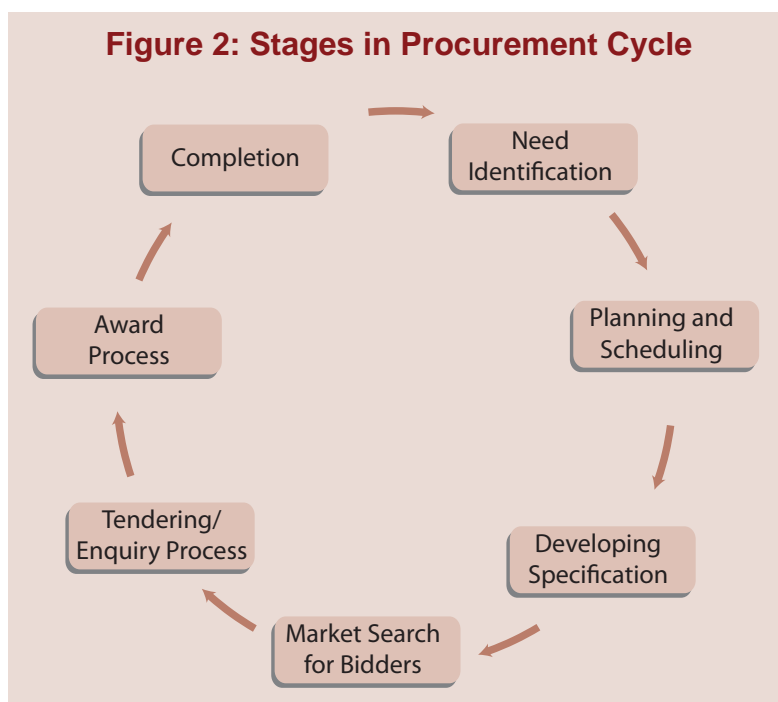 Figure 2: Stages in Procurement Cycle
Completion
Need
Identification
Planning and
Scheduling
Developing
Specification
Market Search
for Bidders
Tendering/
Enquiry Process
Award
Process